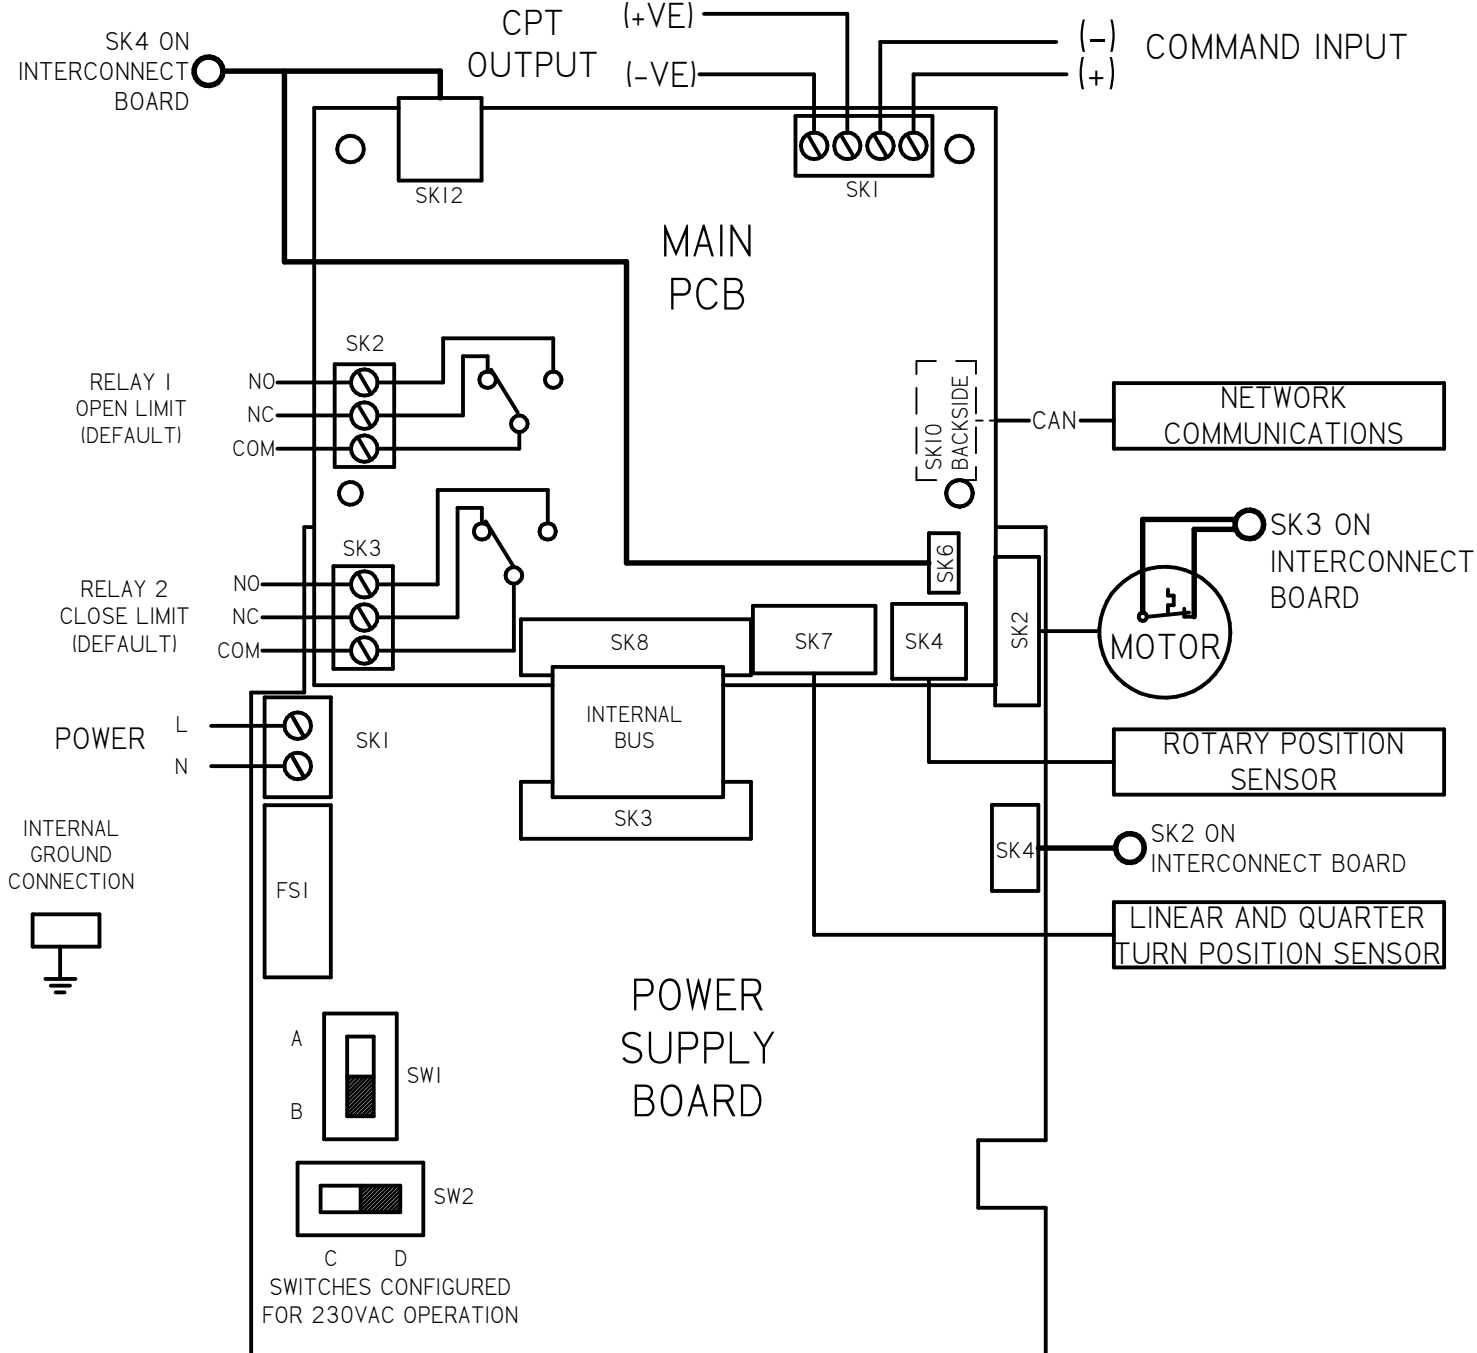 CPT
OUTPUT
(+VE)
(-VE)
(-)
(+)
COMMAND INPUT
SK4 ON
INTERCONNECT
BOARD
SK12
SK1
MAIN
PCB
SK2
RELAY 1
OPEN LIMIT
(DEFAULT)
NO
NC
COM
SK10
BACKSIDE
CAN
NETWORK
COMMUNICATIONS
SK3
RELAY 2
CLOSE LIMIT
(DEFAULT)
NO
NC
COM
SK6
SK3 ON
INTERCONNECT
BOARD
SK8
SK7
SK4
SK2
MOTOR
POWER
L
N
SK1
INTERNAL
BUS
SK3
ROTARY POSITION
SENSOR
INTERNAL
GROUND
CONNECTION
FS1
SK4
SK2 ON
INTERCONNECT BOARD
LINEAR AND QUARTER
TURN POSITION SENSOR
POWER
SUPPLY
BOARD
A
B
SW1
SW2
C D
SWITCHES CONFIGURED
FOR 230VAC OPERATION